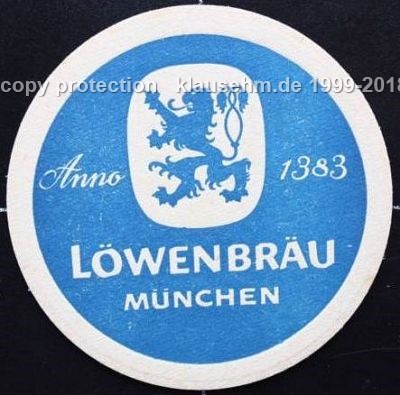 copy protection klausehm.de 1999-2018
Anno 1383
LÖWENBRÄU
MÜNCHEN